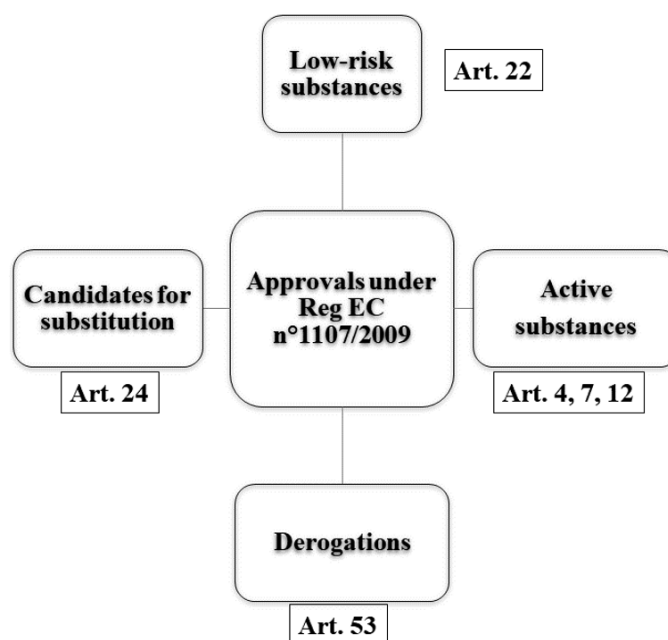 Low-risk
substances
Art. 22
Candidates for
substitution
Art. 24
Approvals under
Reg EC
n°1107/2009
Active
substances
Art. 4, 7, 12
Derogations
Art. 53